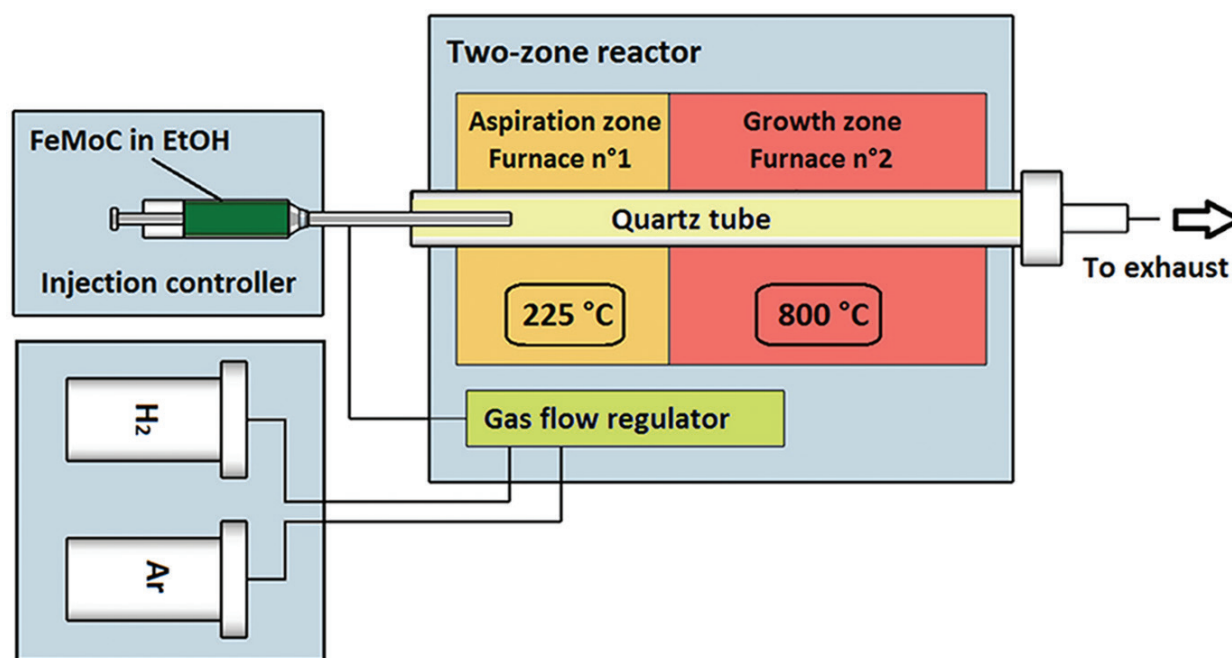 Two-zone reactor
FeMoC in EtOH
Injection controller
Aspiration zone
Furnace n°1
Growth zone
Furnace n°2
Quartz tube
To exhaust
225 °C
800 °C
Gas flow regulator
H₂
Ar